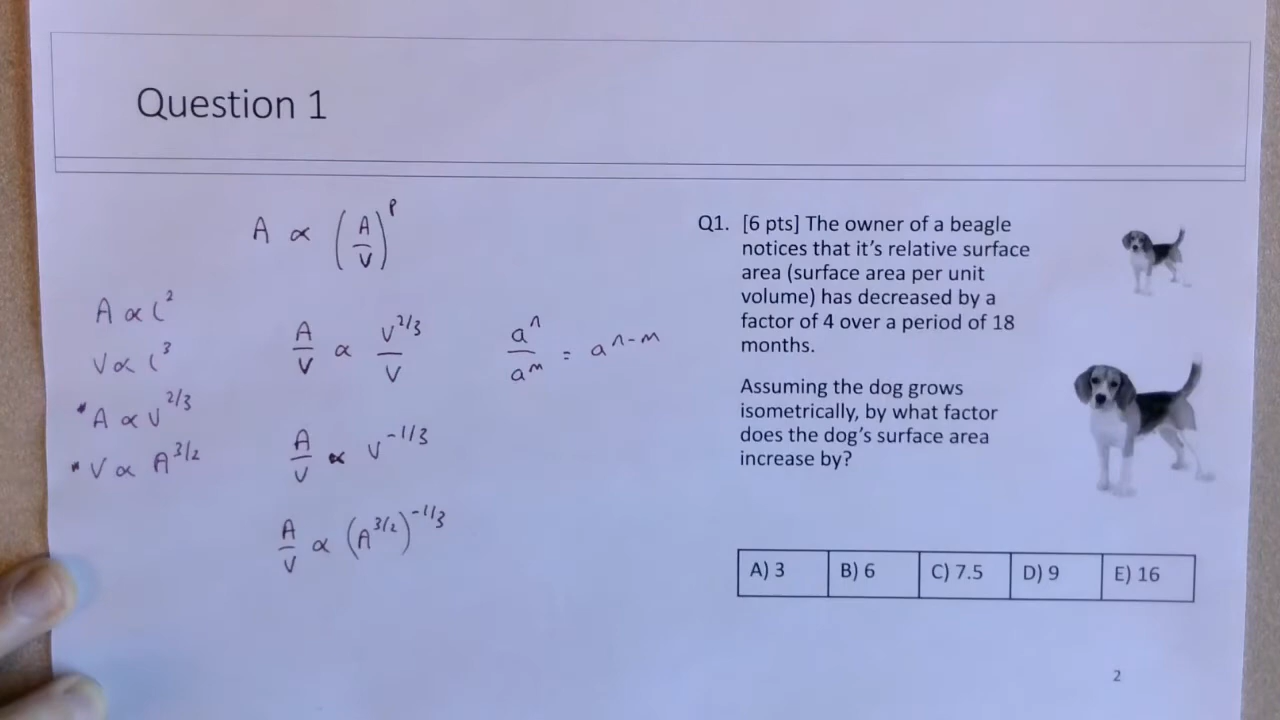 Question 1
A ∝ (A/V)^P
A ∝ L^2
V ∝ L^3
* A ∝ V^2/3
* V ∝ A^3/2
A/V ∝ V^2/3/V
a^n/a^m = a^n-m
A/V ∝ V^-1/3
A/V ∝ (A^3/2)^-1/3
Q1. [6 pts] The owner of a beagle
notices that it's relative surface
area (surface area per unit
volume) has decreased by a
factor of 4 over a period of 18
months.
Assuming the dog grows
isometrically, by what factor
does the dog's surface area
increase by?
A) 3 B) 6 C) 7.5 D) 9 E) 16
2